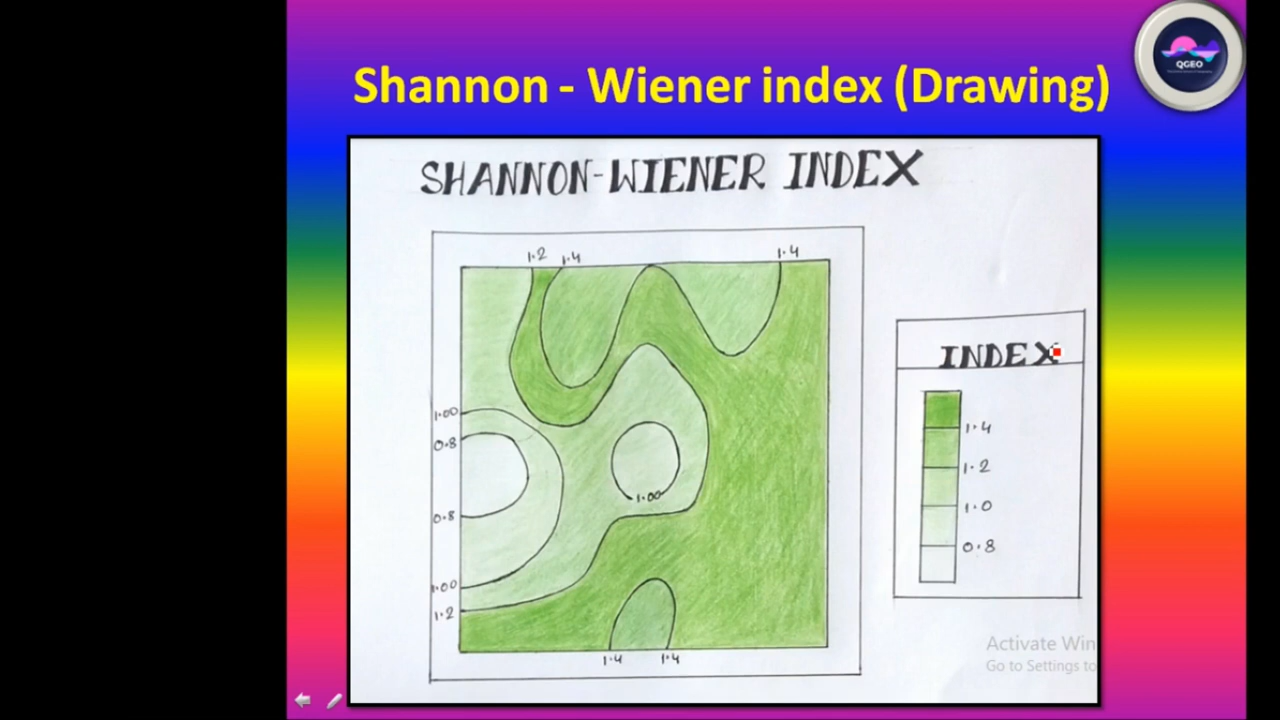 Shannon - Wiener index (Drawing)
QGEO
SHANNON-WIENER INDEX
1.2 1.4 1.4
INDEX
1.00
0.8
1.4
1.2
1.00
1.0
0.8
0.8
1.00
1.2
1.4 1.4
Activate Win
Go to Settings to